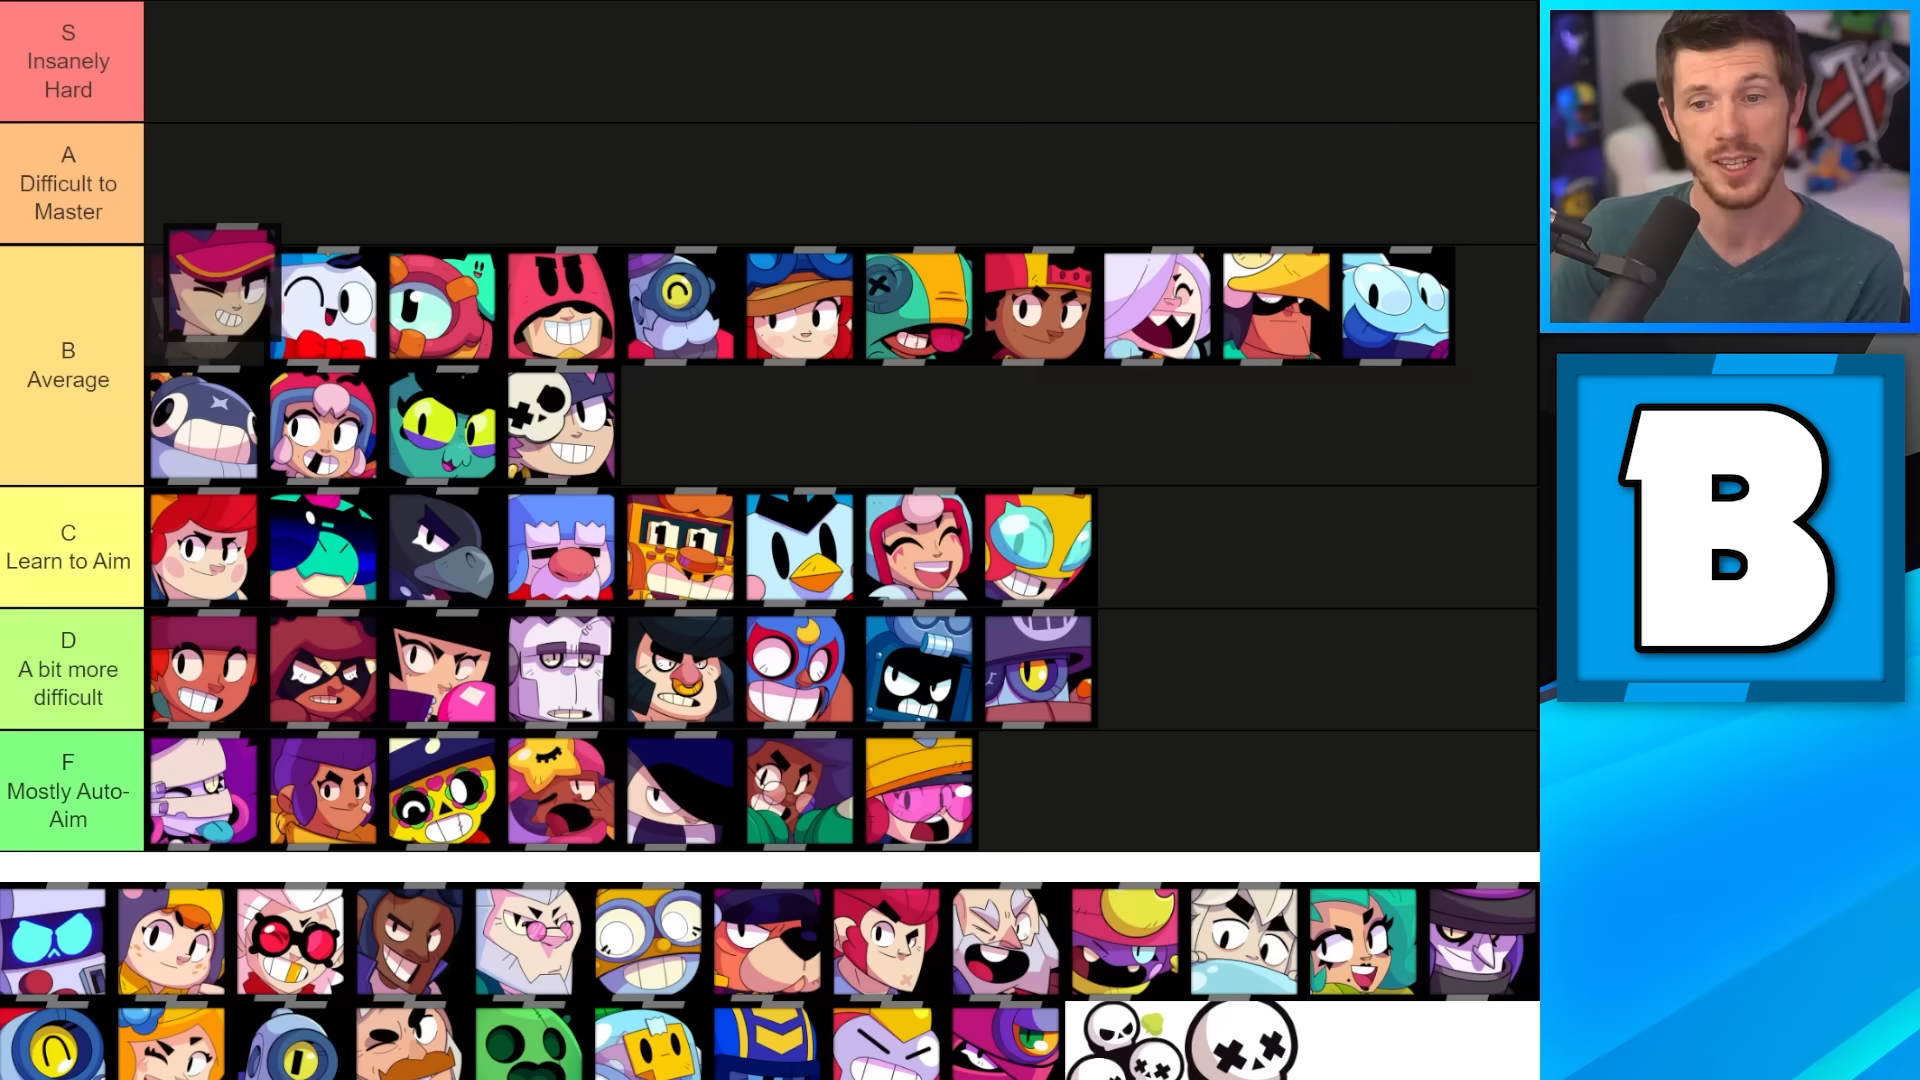 S
Insanely
Hard
A
Difficult to
Master
B
Average
C
Learn to Aim
D
A bit more
difficult
F
Mostly Auto-
Aim
B